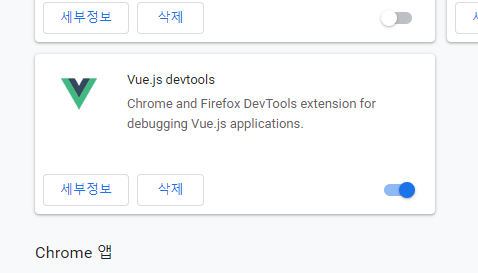 세부정보
삭제
Vue.js devtools
Chrome and Firefox DevTools extension for
debugging Vue.js applications.
세부정보
삭제
Chrome 앱